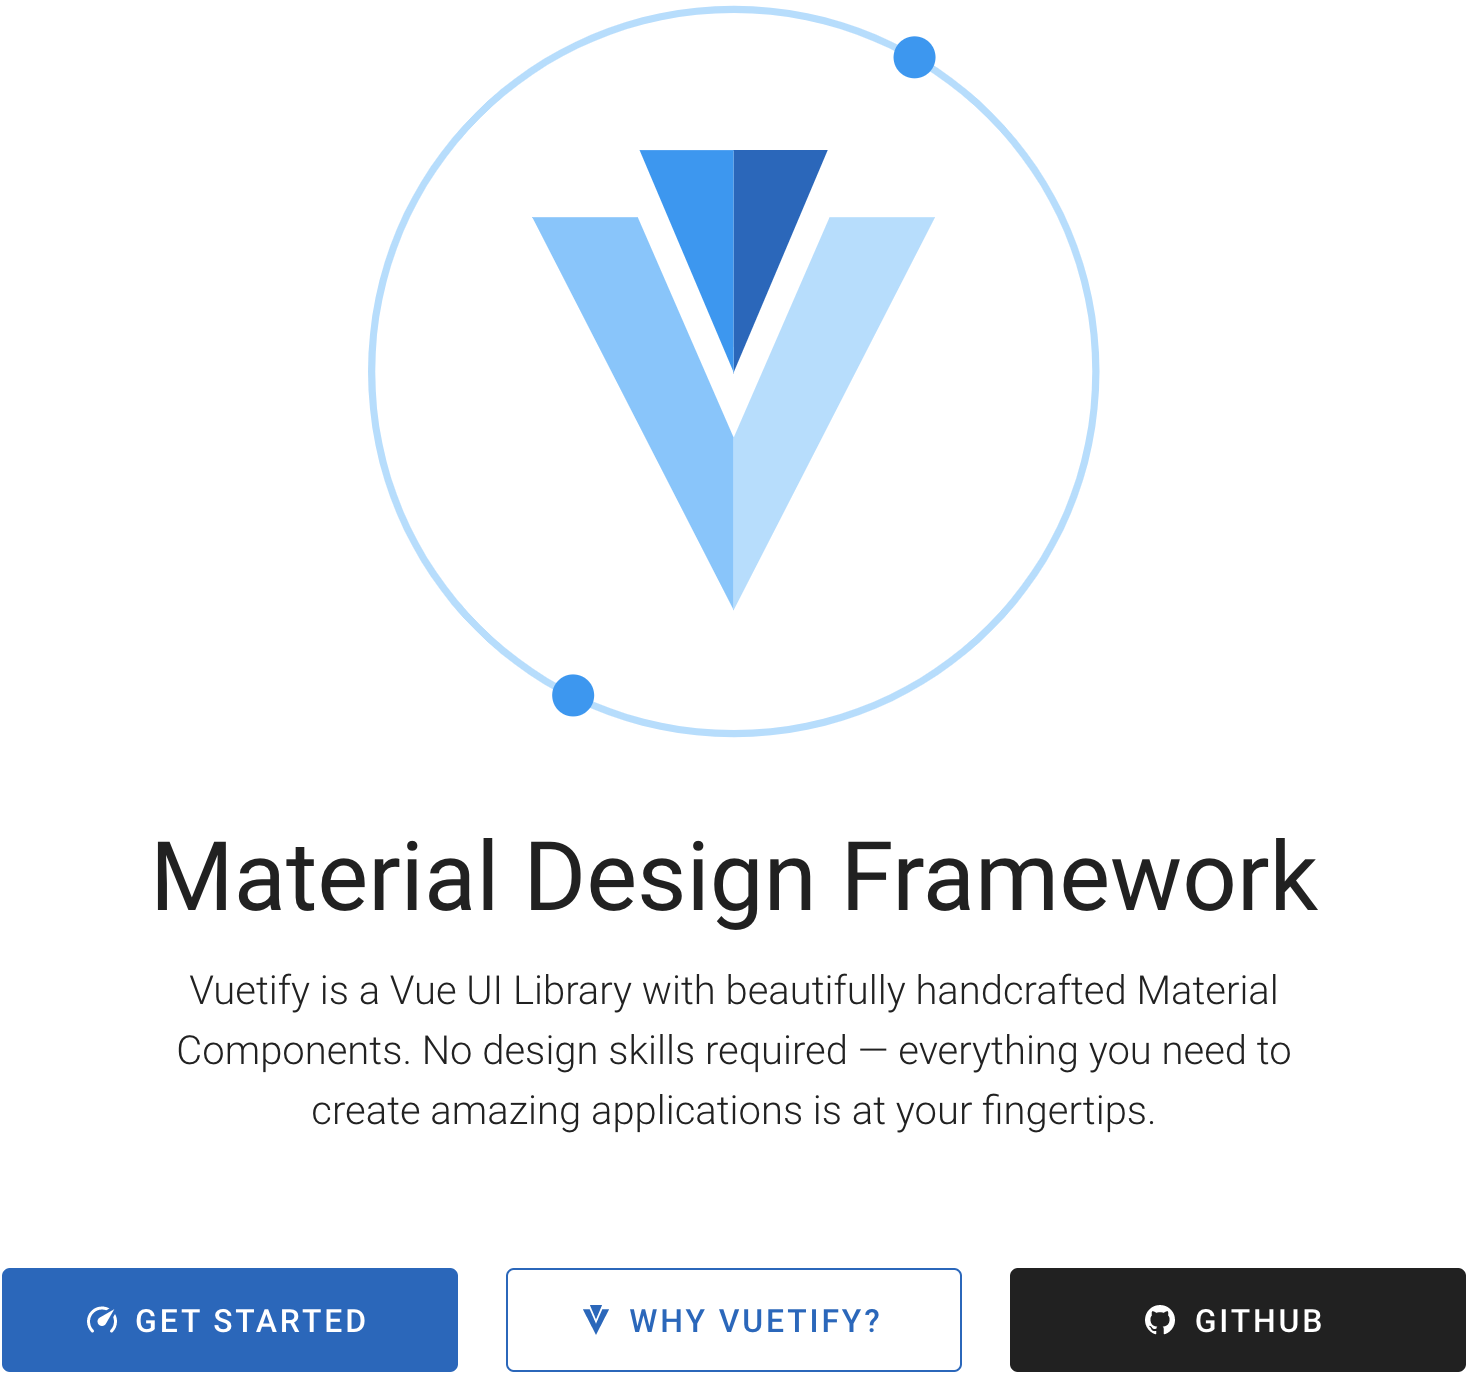 Material Design Framework
Vuetify is a Vue UI Library with beautifully handcrafted Material
Components. No design skills required — everything you need to
create amazing applications is at your fingertips.
GET STARTED
WHY VUETIFY?
GITHUB